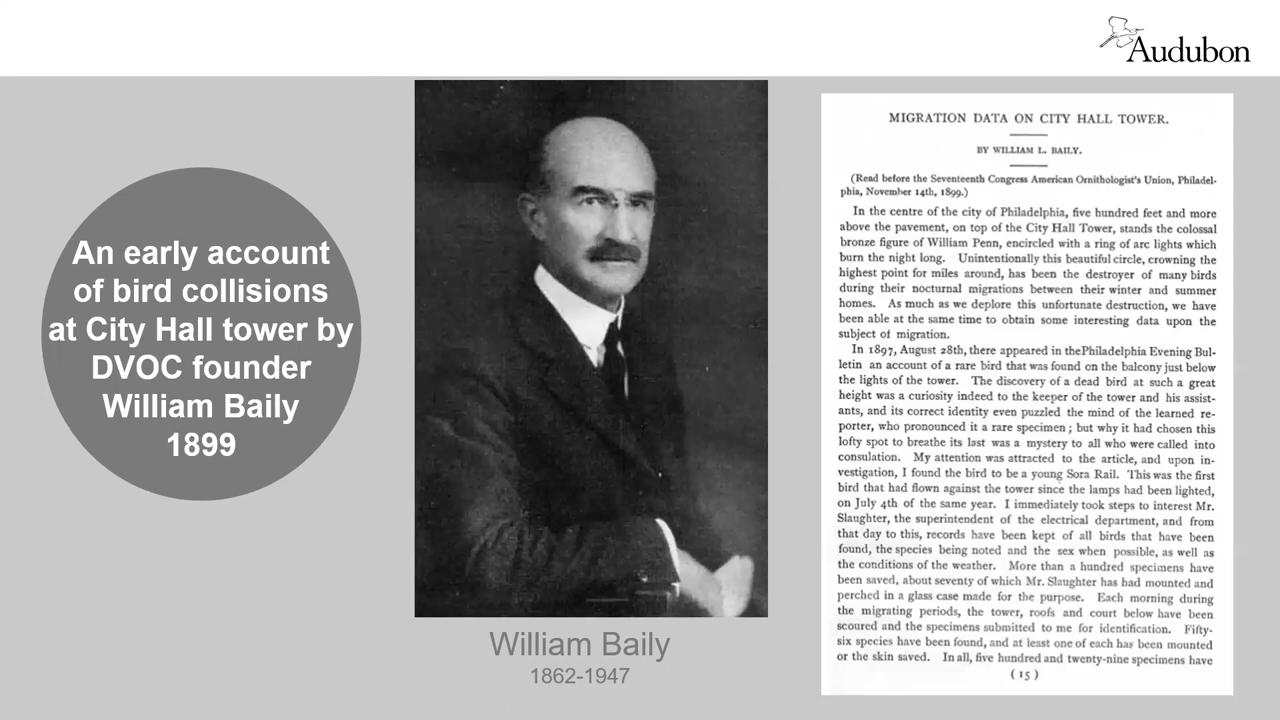 Audubon
An early account
of bird collisions
at City Hall tower by
DVOC founder
William Baily
1899
William Baily
1862-1947
MIGRATION DATA ON CITY HALL TOWER.
BY WILLIAM L. BAILY.
(Read before the Seventeenth Congress American Ornithologist's Union, Philadel-
phia, November 14th, 1899.)
In the centre of the city of Philadelphia, five hundred feet and more
above the pavement, on top of the City Hall Tower, stands the colossal
bronze figure of William Penn, encircled with a ring of arc lights which
burn the night long. Unintentionally this beautiful circle, crowning the
highest point for miles around, has been the destroyer of many birds
during their nocturnal migrations between their winter and summer
homes. As much as we deplore this unfortunate destruction, we have
been able at the same time to obtain some interesting data upon the
subject of migration.
In 1897, August 28th, there appeared in thePhiladelphia Evening Bul-
letin an account of a rare bird that was found on the balcony just below
the lights of the tower. The discovery of a dead bird at such a great
height was a curiosity indeed to the keeper of the tower and his assist-
ants, and its correct identity even puzzled the mind of the learned re-
porter, who pronounced it a rare specimen; but why it had chosen this
lofty spot to breathe its last was a mystery to all who were called into
consulation. My attention was attracted to the article, and upon in-
vestigation, I found the bird to be a young Sora Rail. This was the first
bird that had flown against the tower since the lamps had been lighted,
on July 4th of the same year. I immediately took steps to interest Mr.
Slaughter, the superintendent of the electrical department, and from
that day to this, records have been kept of all birds that have been
found, the species being noted and the sex when possible, as well as
the conditions of the weather. More than a hundred specimens have
been saved, about seventy of which Mr. Slaughter has had mounted and
perched in a glass case made for the purpose. Each morning during
the migrating periods, the tower, roofs and court below have been
scoured and the specimens submitted to me for identification. Fifty-
six species have been found, and at least one of each has been mounted
or the skin saved. In all, five hundred and twenty-nine specimens have
(15)